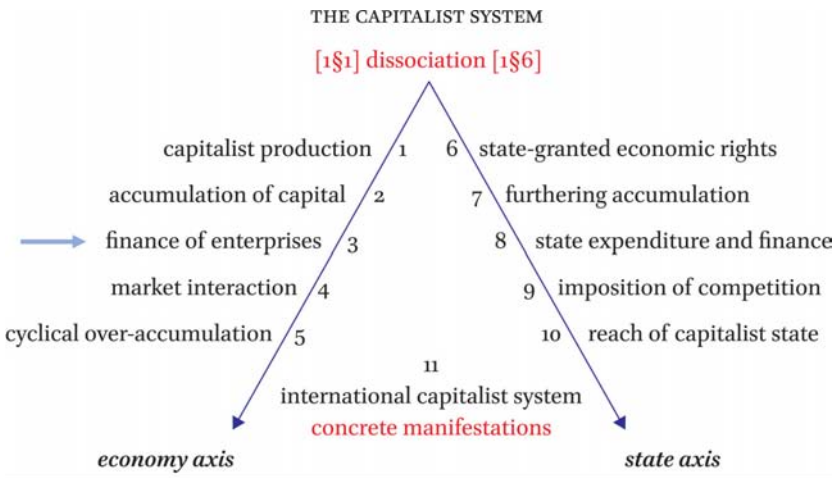 THE CAPITALIST SYSTEM
[1§1] dissociation [1§6]
capitalist production 1 6 state-granted economic rights
accumulation of capital 2 7 furthering accumulation
finance of enterprises 3 8 state expenditure and finance
market interaction 4 9 imposition of competition
cyclical over-accumulation 5 10 reach of capitalist state
11
international capitalist system
concrete manifestations
economy axis state axis